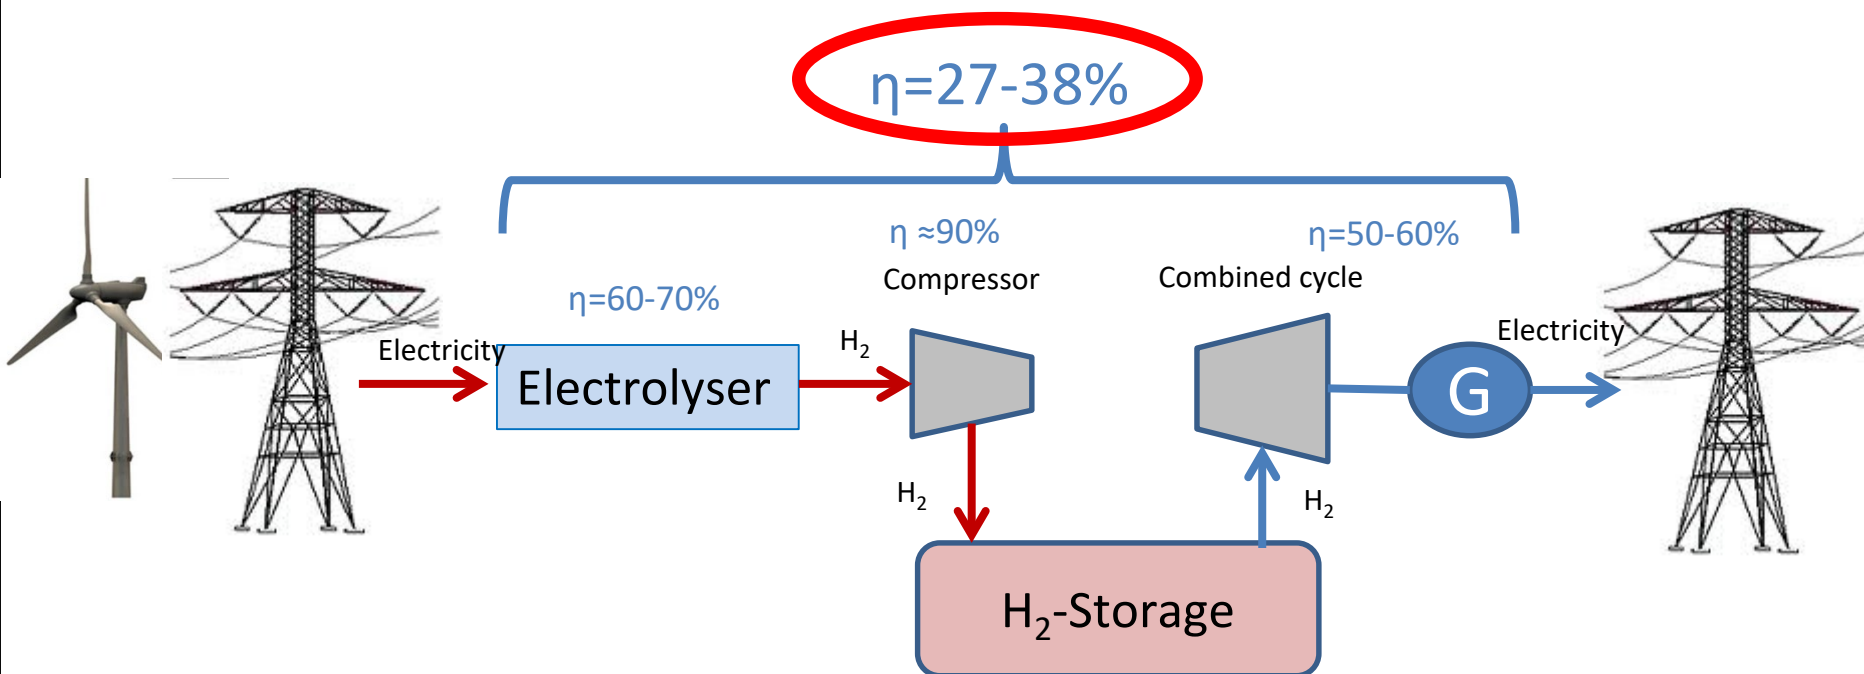 η=27-38%
η ≈90%
Compressor
η=50-60%
Combined cycle
η=60-70%
Electricity
Electrolyser
H₂
H₂
H₂-Storage
H₂
G
Electricity